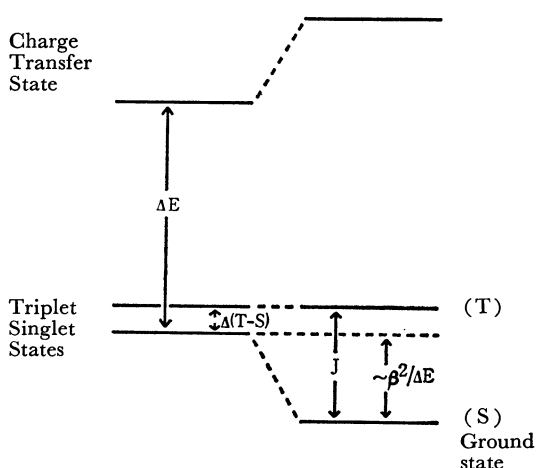 Charge
Transfer
State
ΔE
Triplet
Singlet
States
Δ(T-S)
J
~β²/ΔE
(T)
(S)
Ground
state